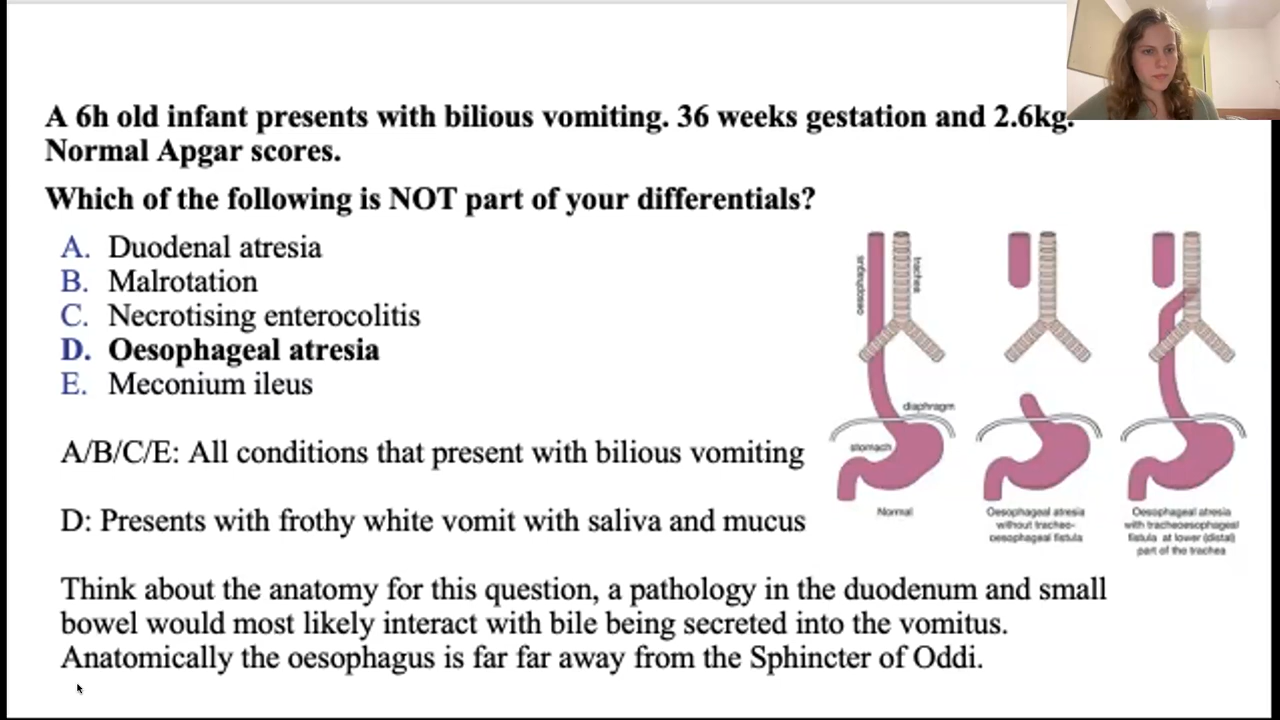 A 6h old infant presents with bilious vomiting. 36 weeks gestation and 2.6kg.
Normal Apgar scores.
Which of the following is NOT part of your differentials?
A. Duodenal atresia
B. Malrotation
C. Necrotising enterocolitis
D. Oesophageal atresia
E. Meconium ileus
A/B/C/E: All conditions that present with bilious vomiting
D: Presents with frothy white vomit with saliva and mucus
Think about the anatomy for this question, a pathology in the duodenum and small
bowel would most likely interact with bile being secreted into the vomitus.
Anatomically the oesophagus is far far away from the Sphincter of Oddi.
oesophagus
trachea
diaphragm
stomach
Normal
Oesophageal atresia
without tracheo-
oesophageal fistula
Oesophageal atresia
with tracheoesophageal
fistula at lower (distal)
part of the trachea